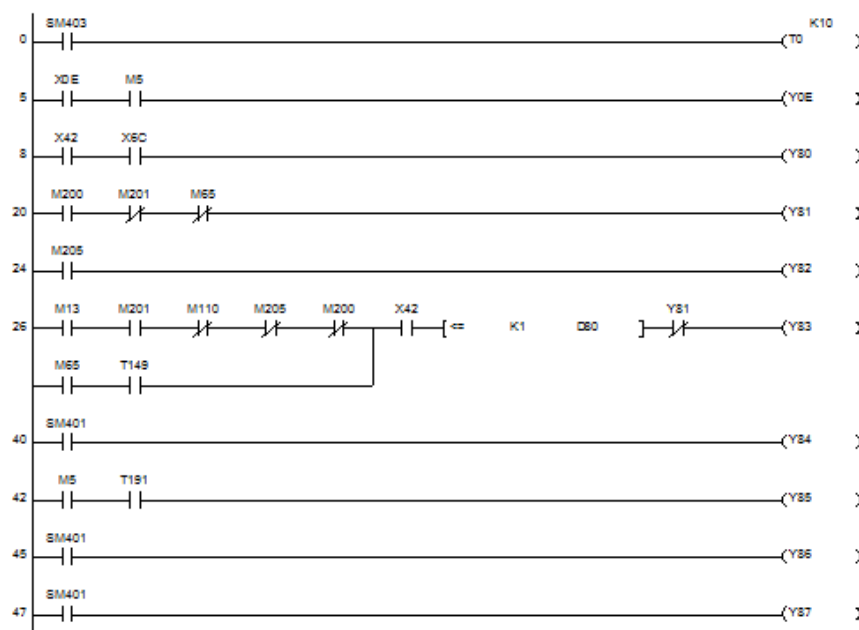 SM403 K10
0 T0
X0E M5
5 Y0E
X42 X6C
8 Y80
M200 M201 M65
20 Y81
M205
24 Y82
M13 M201 M110 M205 M200 X42 Y81
26 <= K1 D80 Y83
M65 T149
SM401
40 Y84
M5 T191
42 Y85
SM401
45 Y86
SM401
47 Y87